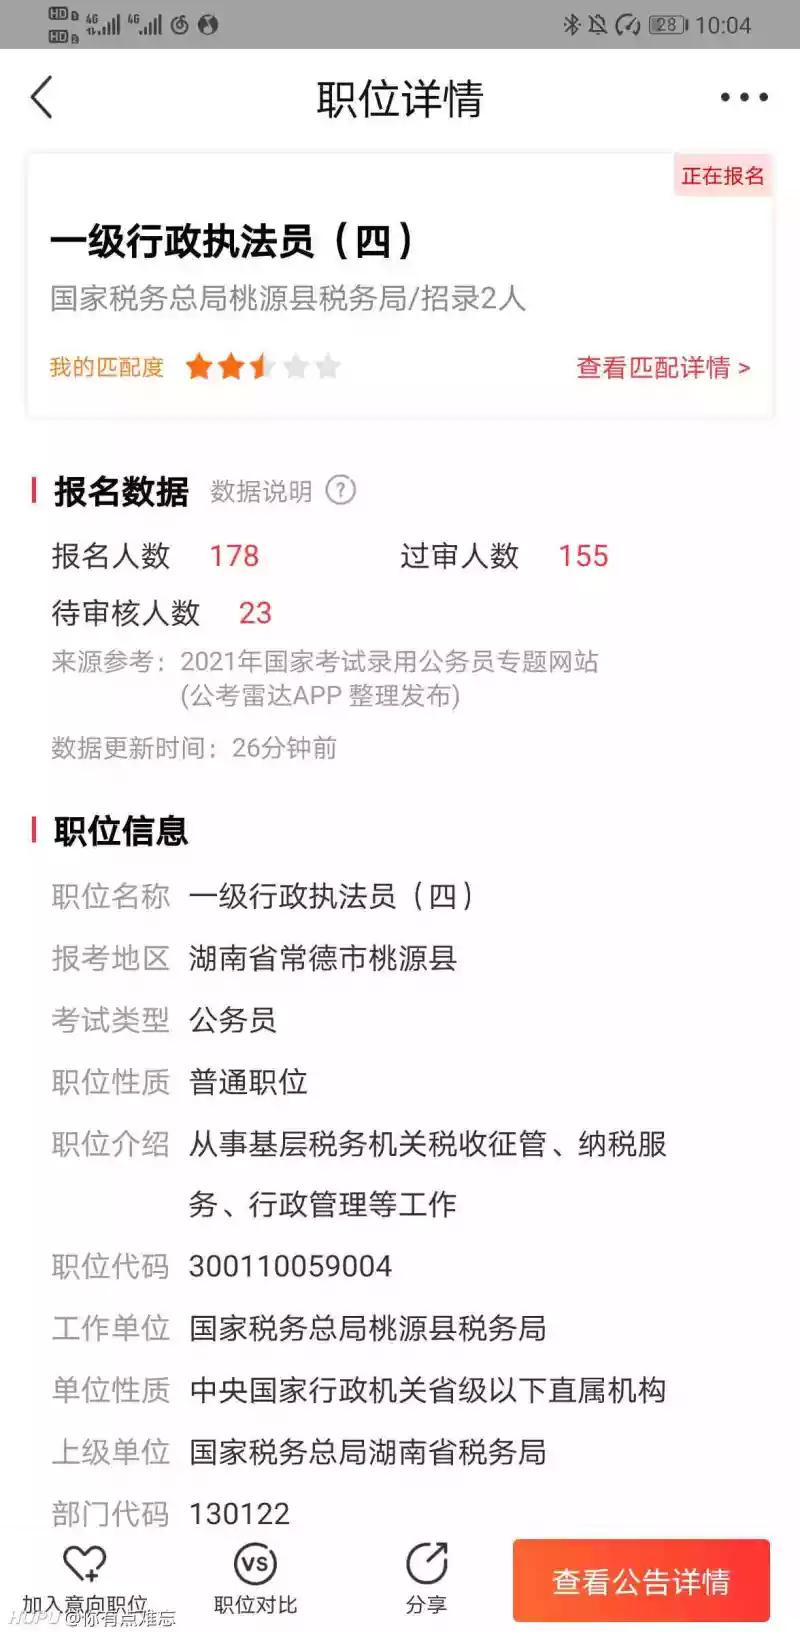 HD 1 4G 4G 28 10:04
HD 2
职位详情
正在报名
一级行政执法员（四）
国家税务总局桃源县税务局/招录2人
我的匹配度 查看匹配详情 >
报名数据 数据说明 ?
报名人数 178 过审人数 155
待审核人数 23
来源参考：2021年国家考试录用公务员专题网站
(公考雷达APP 整理发布)
数据更新时间：26分钟前
职位信息
职位名称 一级行政执法员（四）
报考地区 湖南省常德市桃源县
考试类型 公务员
职位性质 普通职位
职位介绍 从事基层税务机关税收征管、纳税服
务、行政管理等工作
职位代码 300110059004
工作单位 国家税务总局桃源县税务局
单位性质 中央国家行政机关省级以下直属机构
上级单位 国家税务总局湖南省税务局
部门代码 130122
VS
加入意向职位 职位对比 分享 查看公告详情
HUPU @你有点难忘